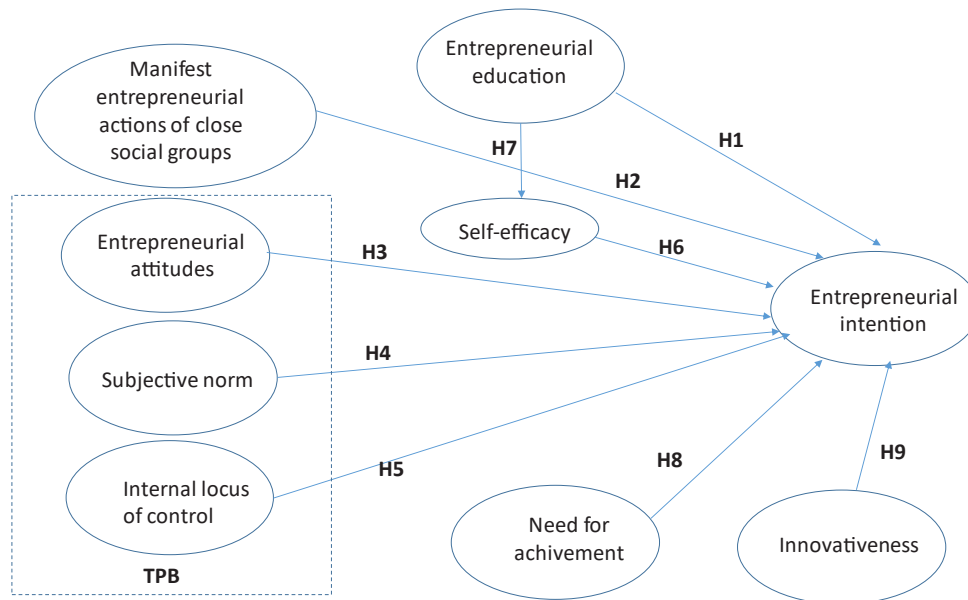 Manifest
entrepreneurial
actions of close
social groups
Entrepreneurial
education
H1
H7
H2
Self-efficacy
H6
Entrepreneurial
attitudes
H3
Entrepreneurial
intention
Subjective norm
H4
Internal locus
of control
H5
H8
H9
Need for
achivement
Innovativeness
TPB